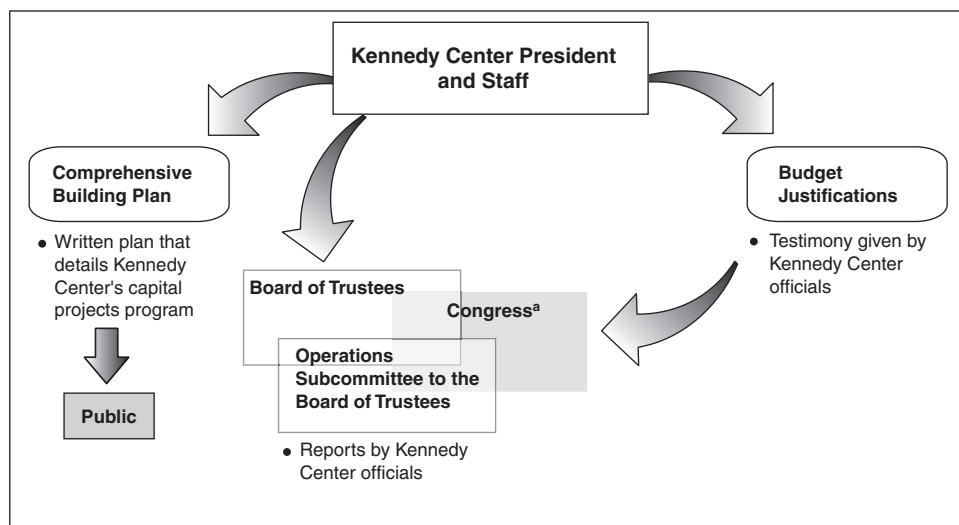 Kennedy Center President
and Staff
Comprehensive
Building Plan
• Written plan that
details Kennedy
Center's capital
projects program
Public
Board of Trustees
Congressa
Operations
Subcommittee to the
Board of Trustees
• Reports by Kennedy
Center officials
Budget
Justifications
• Testimony given by
Kennedy Center
officials